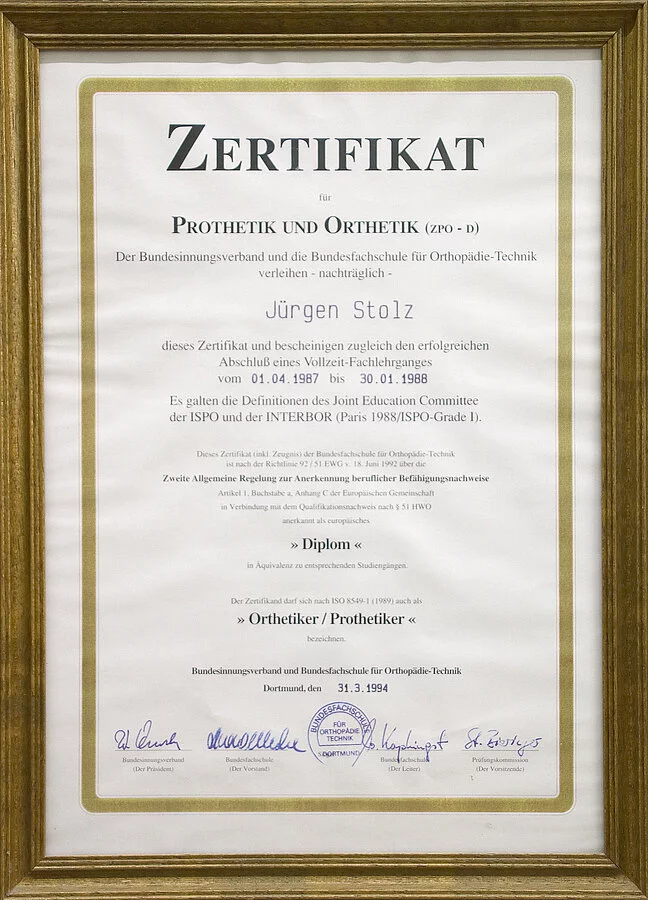 ZERTIFIKAT
für
PROTHETIK UND ORTHETIK (ZPO - D)
Der Bundesinnungsverband und die Bundesfachschule für Orthopädie-Technik
verleihen - nachträglich -
Jürgen Stolz
dieses Zertifikat und bescheinigen zugleich den erfolgreichen
Abschluß eines Vollzeit-Fachlehrganges
vom 01.04.1987 bis 30.01.1988
Es galten die Definitionen des Joint Education Committee
der ISPO und der INTERBOR (Paris 1988/ISPO-Grade I).
Dieses Zertifikat (inkl. Zeugnis) der Bundesfachschule für Orthopädie-Technik
ist nach der Richtlinie 92 / 51 EWG v. 18. Juni 1992 über die
Zweite Allgemeine Regelung zur Anerkennung beruflicher Befähigungsnachweise
Artikel 1, Buchstabe a, Anhang C der Europäischen Gemeinschaft
in Verbindung mit dem Qualifikationsnachweis nach § 51 HWO
anerkannt als europäisches
» Diplom «
in Äquivalenz zu entsprechenden Studiengängen.
Der Zertifikand darf sich nach ISO 8549-1 (1989) auch als
» Orthetiker / Prothetiker «
bezeichnen.
Bundesinnungsverband und Bundesfachschule für Orthopädie-Technik
Dortmund, den 31.3.1994
BUNDESFACHSCHULE
FÜR
ORTHOPÄDIE
TECHNIK
DORTMUND
Bundesinnungsverband
(Der Präsident)
Bundesfachschule
(Der Vorstand)
Bundesfachschule
(Der Leiter)
Prüfungskommission
(Der Vorsitzende)